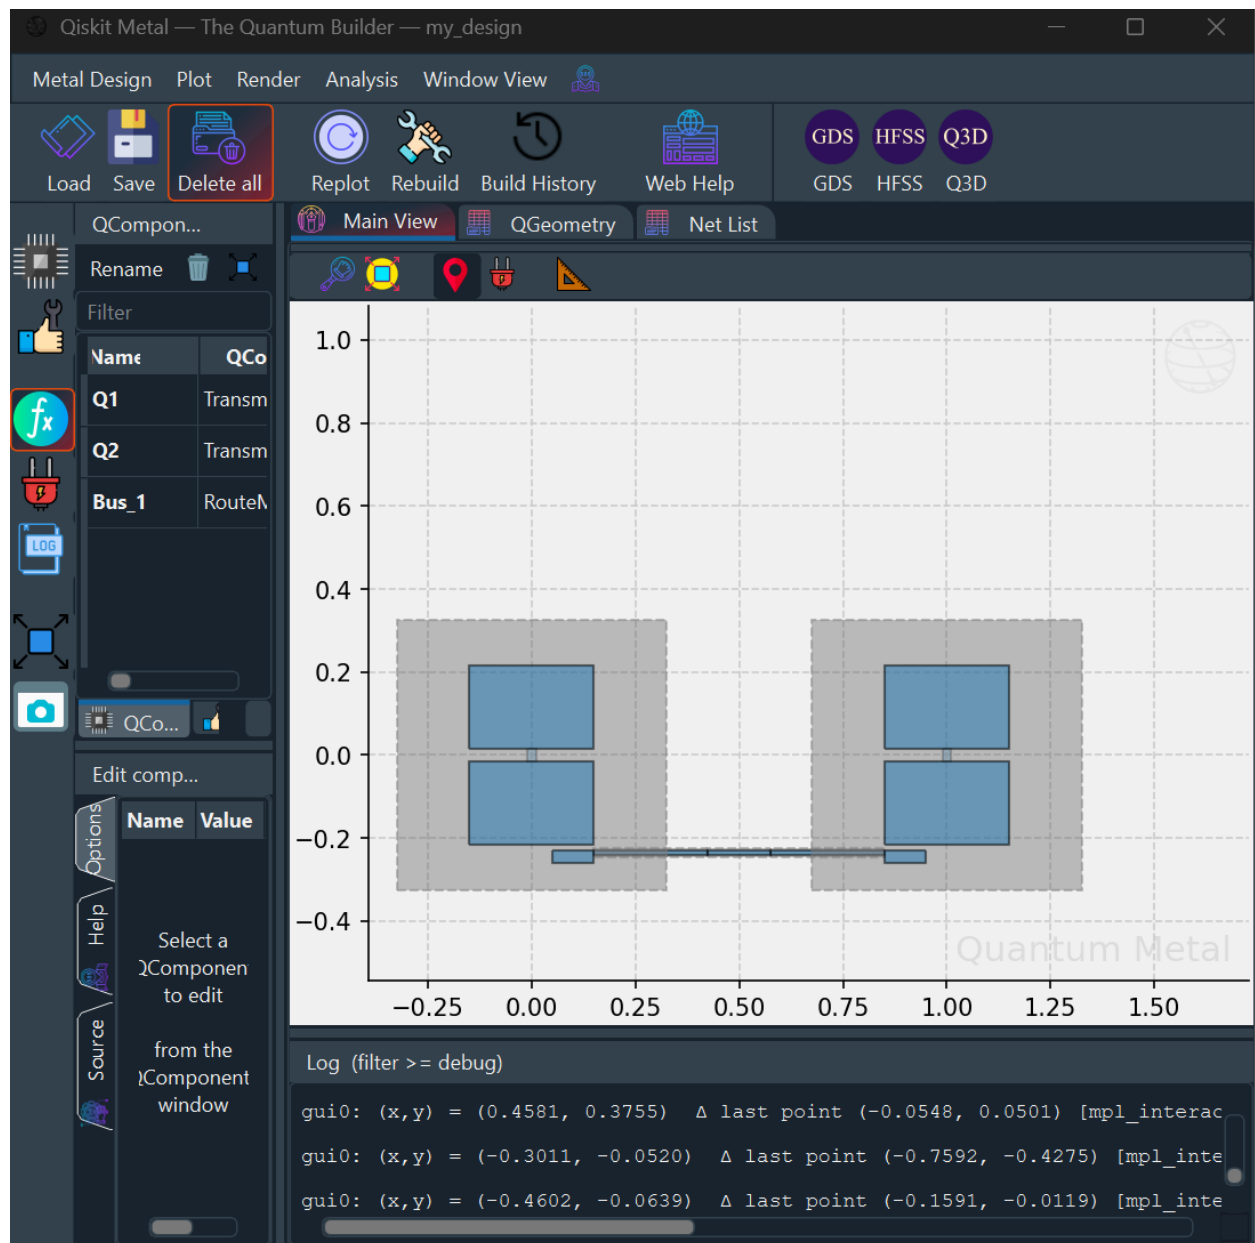 Qiskit Metal — The Quantum Builder — my_design
Metal Design Plot Render Analysis Window View
GDS HFSS Q3D
Load Save Delete all Replot Rebuild Build History Web Help GDS HFSS Q3D
QCompon...
Main View QGeometry Net List
Rename
Filter
Name QCo
Q1 Transm
Q2 Transm
Bus_1 RouteM
LOG
QCo...
Edit comp...
Options
Help
Source
Name Value
Select a
QComponen
to edit
from the
QComponent
window
1.0
0.8
0.6
0.4
0.2
0.0
−0.2
−0.4
Quantum Metal
−0.25 0.00 0.25 0.50 0.75 1.00 1.25 1.50
Log (filter >= debug)
gui0: (x,y) = (0.4581, 0.3755) Δ last point (-0.0548, 0.0501) [mpl_interac
gui0: (x,y) = (-0.3011, -0.0520) Δ last point (-0.7592, -0.4275) [mpl_inte
gui0: (x,y) = (-0.4602, -0.0639) Δ last point (-0.1591, -0.0119) [mpl_inte